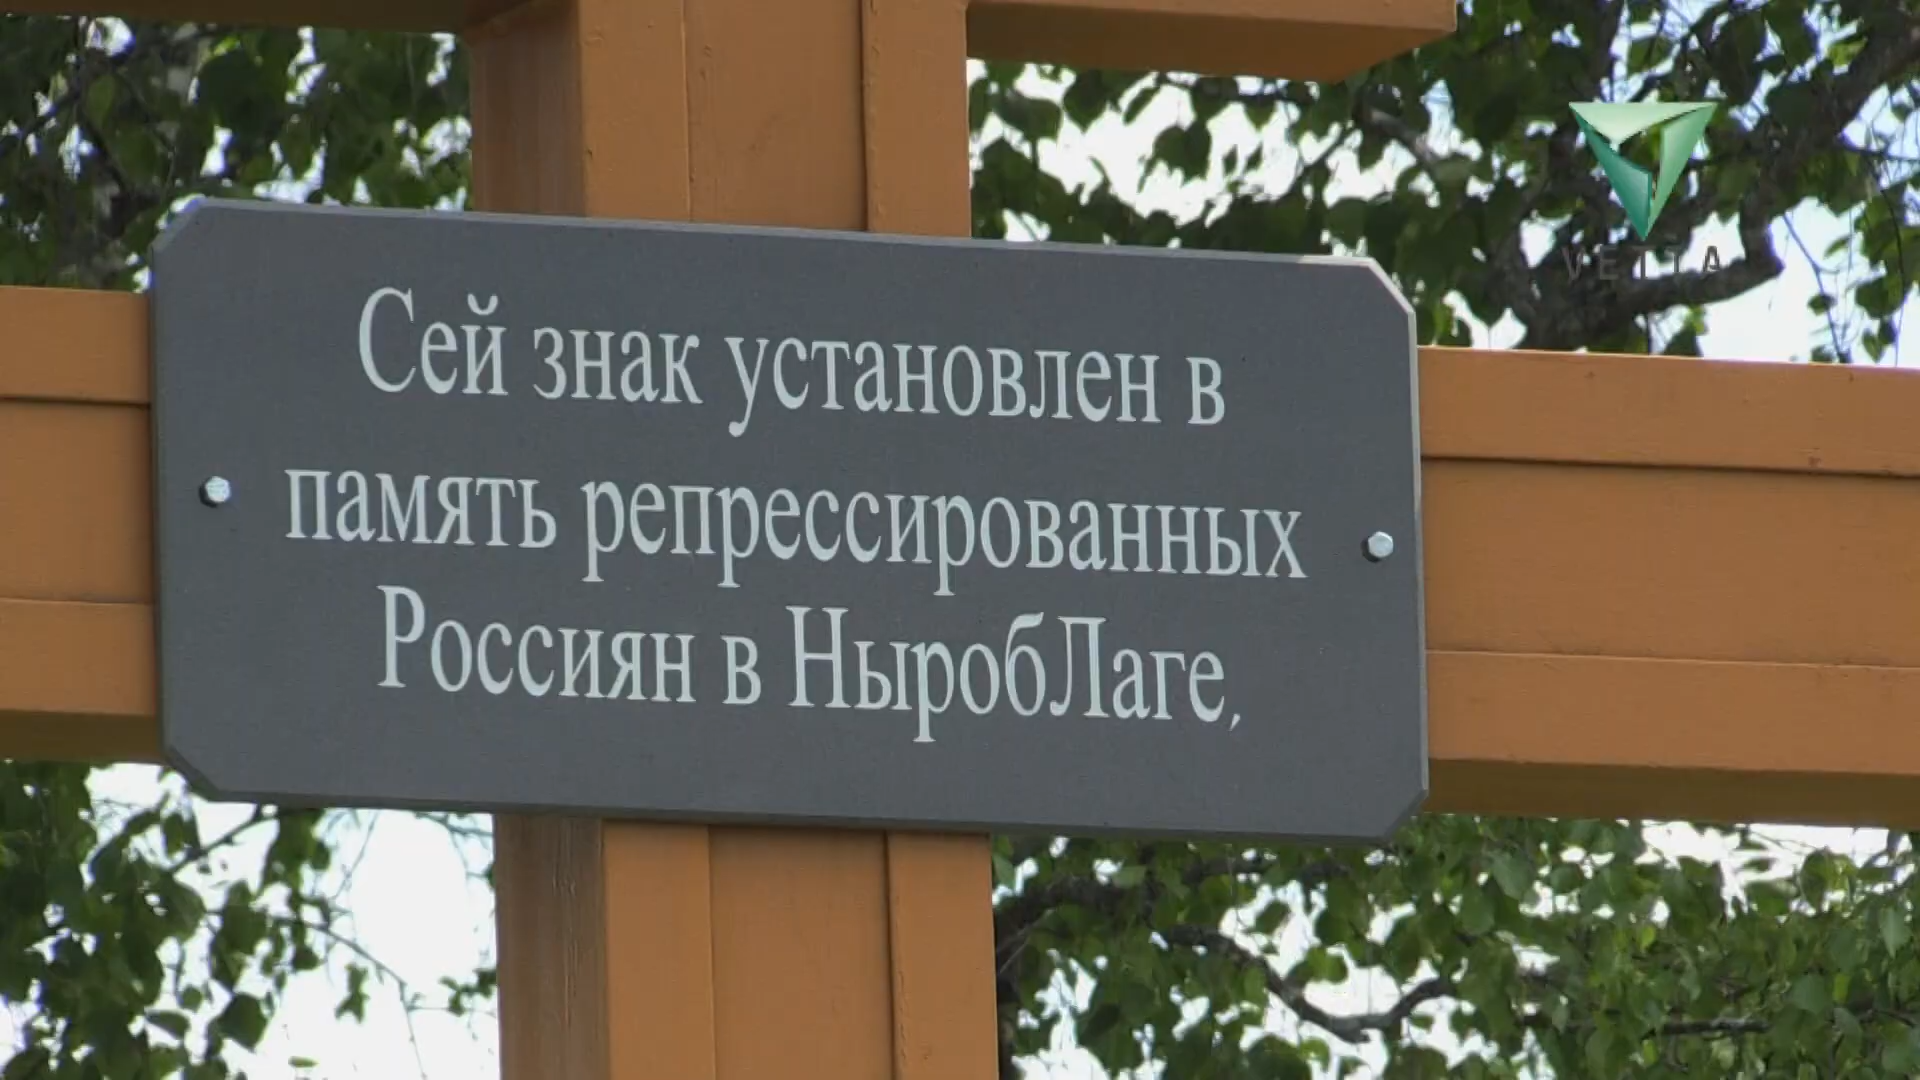 Сей знак установлен в
память репрессированных
Россиян в НыробЛаге,
VETTA